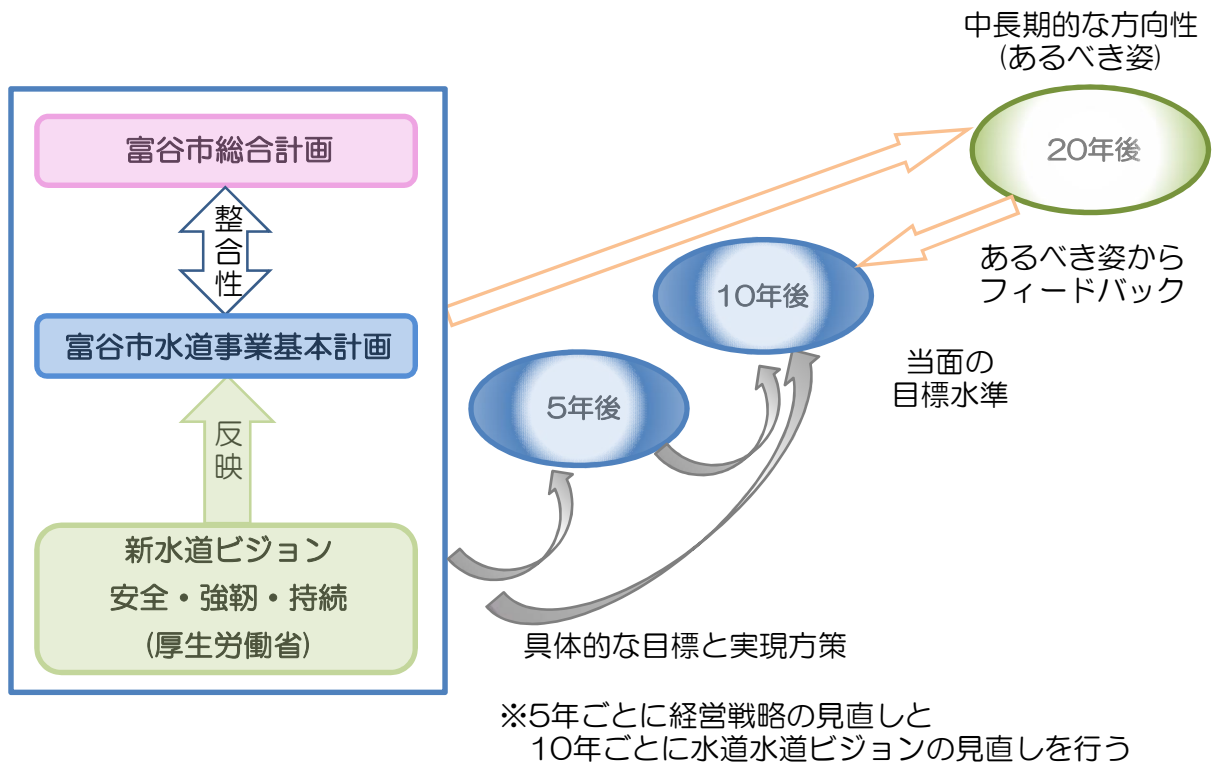 中長期的な方向性
(あるべき姿)
富谷市総合計画
20年後
整合性
あるべき姿から
フィードバック
10年後
富谷市水道事業基本計画
当面の
目標水準
5年後
反映
新水道ビジョン
安全・強靭・持続
(厚生労働省)
具体的な目標と実現方策
※5年ごとに経営戦略の見直しと
10年ごとに水道水道ビジョンの見直しを行う